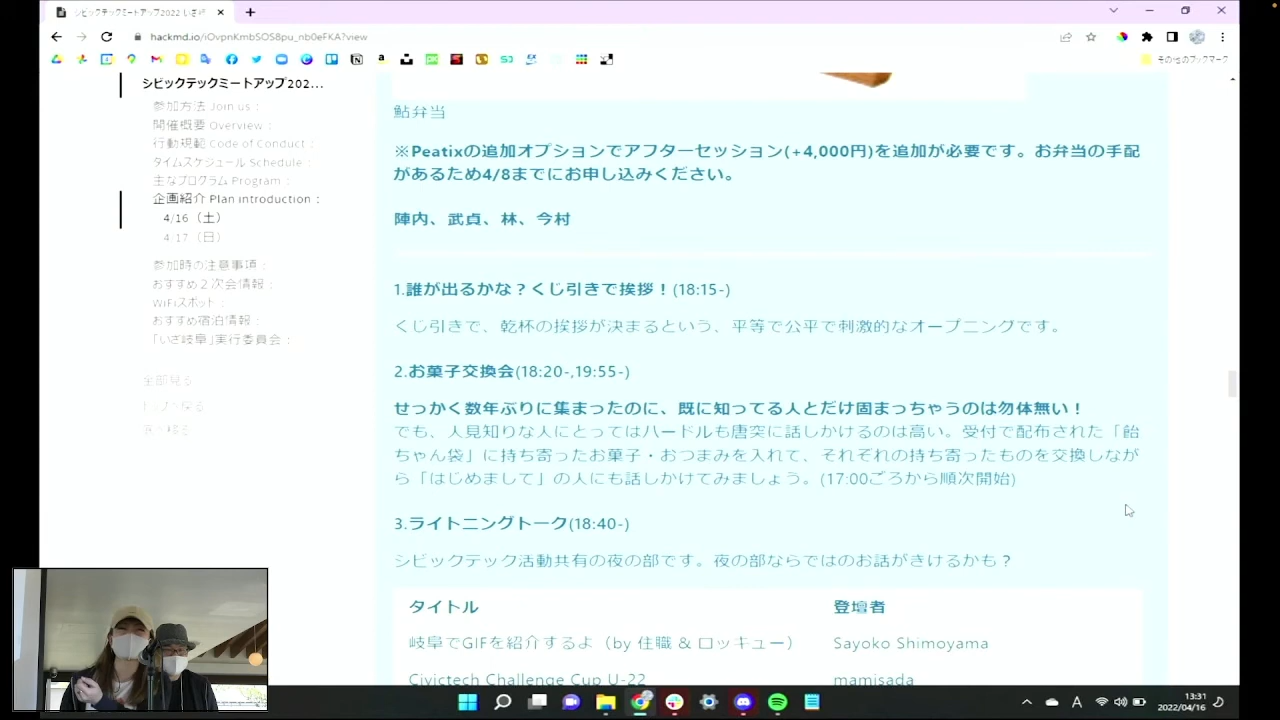 シビックテックミートアップ2022 いざ岐
hackmd.io/iOvpnKmbSOS8pu_nb0eFKA?view
その他のブックマーク
シビックテックミートアップ202...
参加方法 Join us :
開催概要 Overview :
行動規範 Code of Conduct :
タイムスケジュール Schedule :
主なプログラム Program :
企画紹介 Plan introduction :
4/16（土）
4/17（日）
参加時の注意事項 :
おすすめ２次会情報 :
WiFiスポット :
おすすめ宿泊情報 :
「いざ岐阜」実行委員会 :
全部見る
トップへ戻る
鮎弁当
※Peatixの追加オプションでアフターセッション(+4,000円)を追加が必要です。お弁当の手配
があるため4/8までにお申し込みください。
陣内、武貞、林、今村
1.誰が出るかな？くじ引きで挨拶！(18:15-)
くじ引きで、乾杯の挨拶が決まるという、平等で公平で刺激的なオープニングです。
2.お菓子交換会(18:20-,19:55-)
せっかく数年ぶりに集まったのに、既に知ってる人とだけ固まっちゃうのは勿体無い！
でも、人見知りな人にとってはハードルも唐突に話しかけるのは高い。受付で配布された「飴
ちゃん袋」に持ち寄ったお菓子・おつまみを入れて、それぞれの持ち寄ったものを交換しなが
ら「はじめまして」の人にも話しかけてみましょう。(17:00ごろから順次開始)
3.ライトニングトーク(18:40-)
シビックテック活動共有の夜の部です。夜の部ならではのお話がきけるかも？
タイトル 登壇者
岐阜でGIFを紹介するよ（by 住職 & ロッキュー） Sayoko Shimoyama
Civictech Challenge Cup U-22 mamisada
A
13:31
2022/04/16